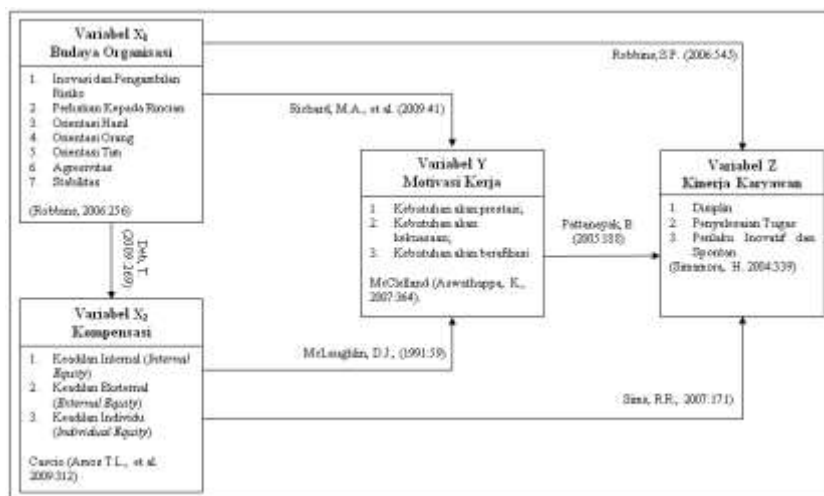 Variabel X₁
Budaya Organisasi
1. Inovasi dan Pengambilan
Risiko
2. Perhatian Kepada Rincian
3. Orientasi Hasil
4. Orientasi Orang
5. Orientasi Tim
6. Agresivitas
7. Stabilitas
(Robbins, 2006:256)
Robbins, S.P. (2006:545)
Richard, M.A., et al. (2009:41)
Variabel Y
Motivasi Kerja
1. Kebutuhan akan prestasi,
2. Kebutuhan akan
kekuasaan,
3. Kebutuhan akan berafiliasi
McClelland (Aswathappa, K.,
2007:364).
Pattanayak, B
(2005:188)
Variabel Z
Kinerja Karyawan
1. Disiplin
2. Penyelesaian Tugas
3. Perilaku Inovatif dan
Spontan
(Simamora, H. 2004:339)
T.
(2009:269)
Variabel X₂
Kompensasi
1. Keadilan Internal (Internal
Equity)
2. Keadilan Eksternal
(External Equity)
3. Keadilan Individu
(Individual Equity)
Cascio (Amos T.L., et al.
2009:312)
McLaughlin, D.J., (1991:59)
Sims, R.R., 2007:171)